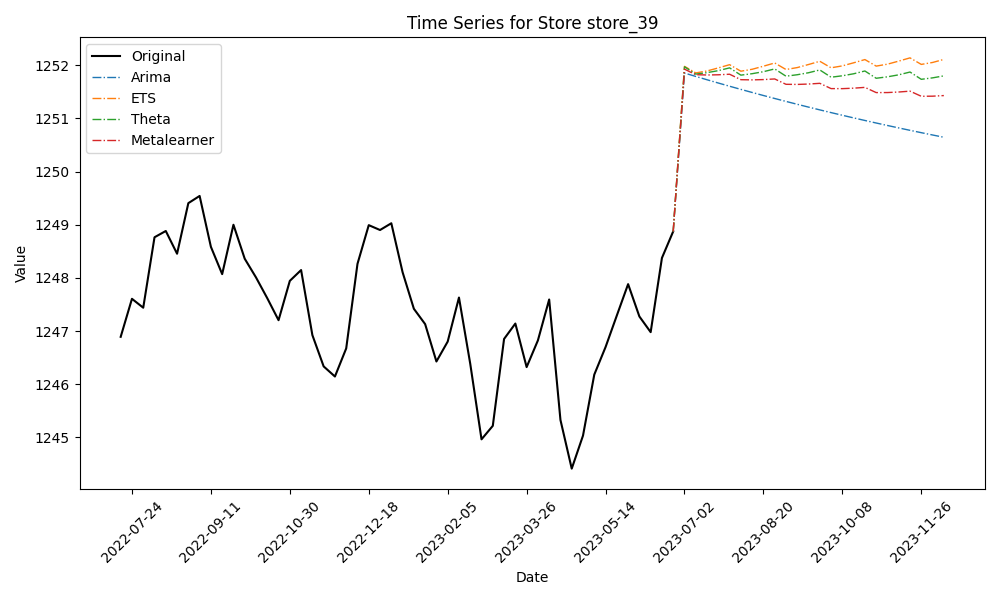 Time Series for Store store_39
Original
Arima
ETS
Theta
Metalearner
Value
1252
1251
1250
1249
1248
1247
1246
1245
2022-07-24
2022-09-11
2022-10-30
2022-12-18
2023-02-05
2023-03-26
2023-05-14
2023-07-02
2023-08-20
2023-10-08
2023-11-26
Date